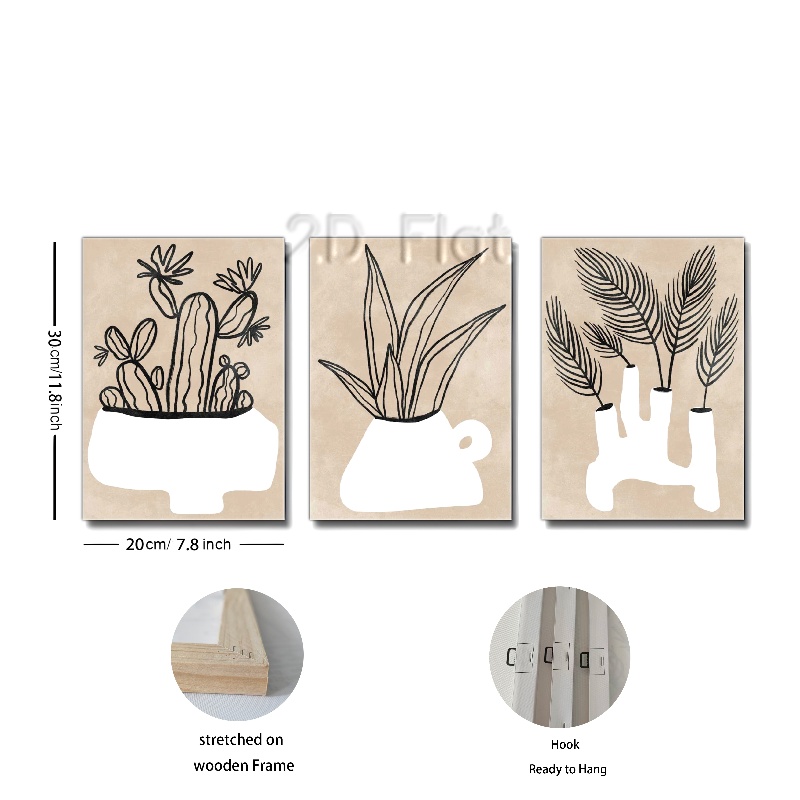 2D Flat
30cm/11.8inch
20cm/ 7.8 inch
stretched on
wooden Frame
Hook
Ready to Hang